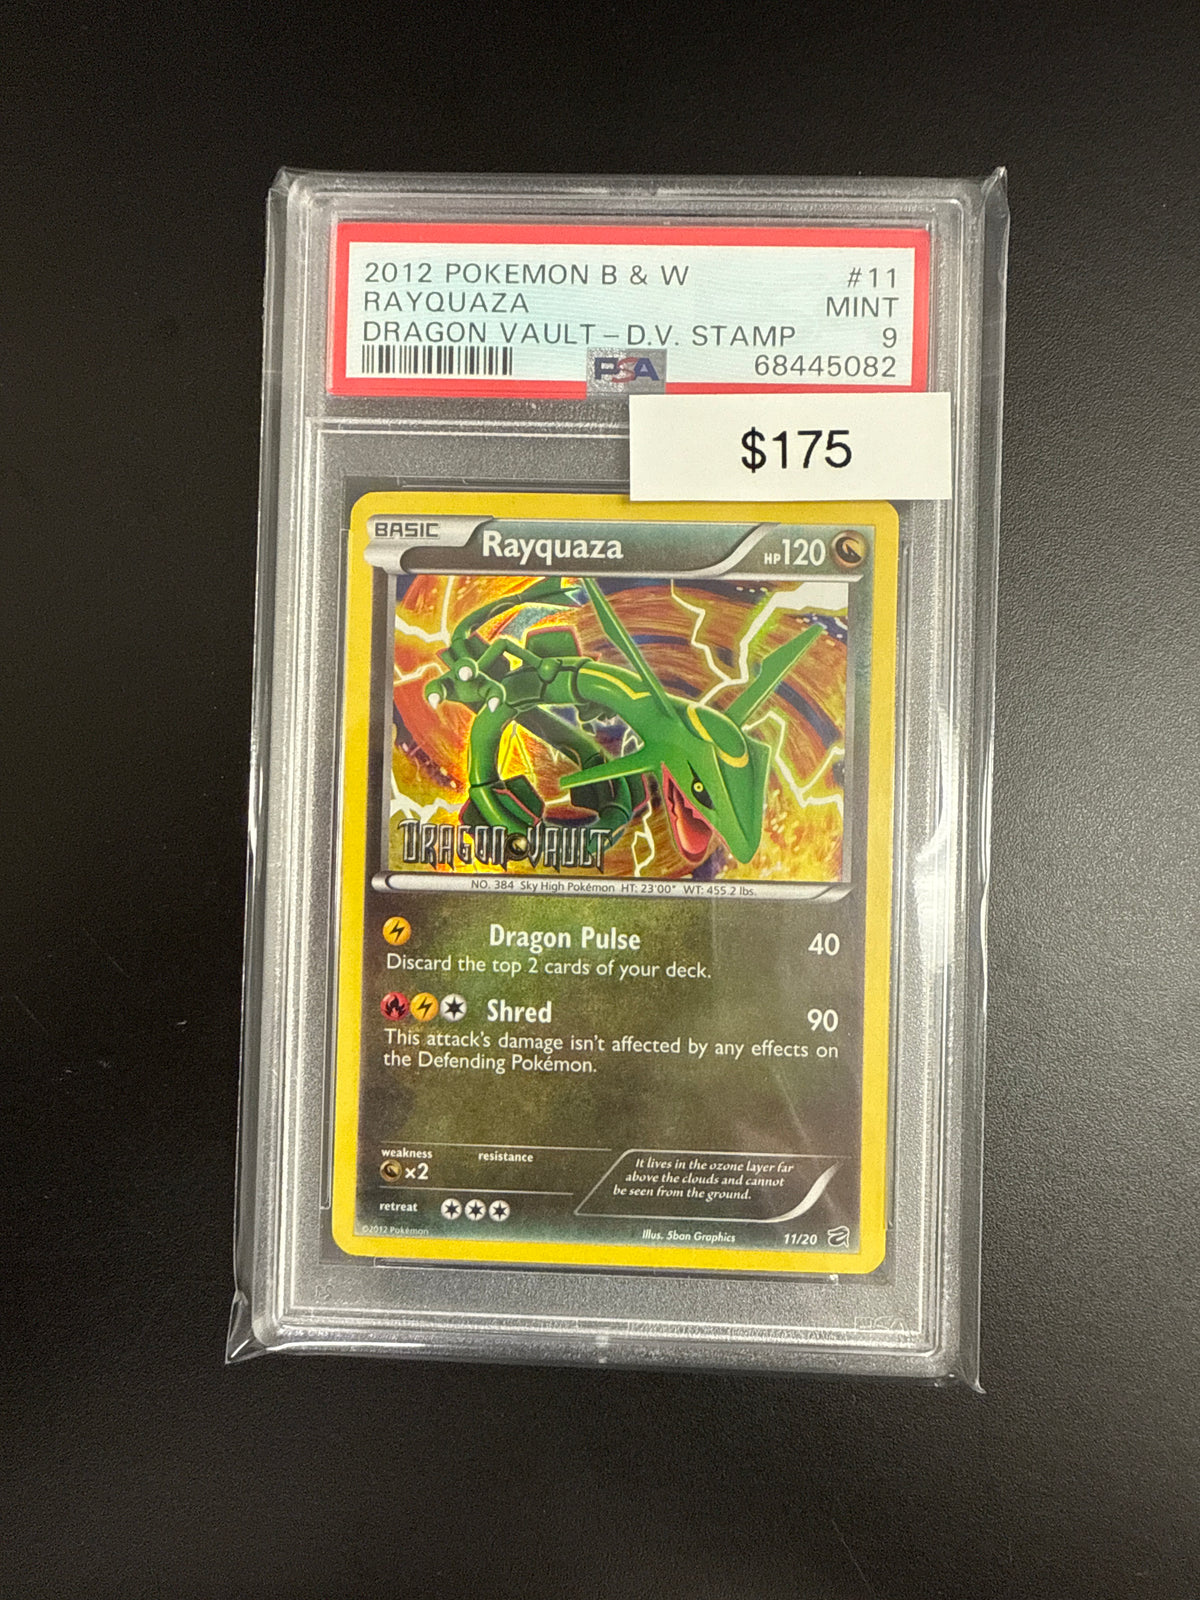 2012 POKEMON B & W #11
RAYQUAZA MINT
DRAGON VAULT - D.V. STAMP 9
PSA 68445082
$175
BASIC Rayquaza HP120
DRAGON VAULT
NO. 384 Sky High Pokémon HT: 23'00" WT: 455.2 lbs.
Dragon Pulse 40
Discard the top 2 cards of your deck.
Shred 90
This attack's damage isn't affected by any effects on
the Defending Pokémon.
weakness resistance
×2
It lives in the ozone layer far
above the clouds and cannot
be seen from the ground.
retreat
©2012 Pokémon Illus. 5ban Graphics 11/20